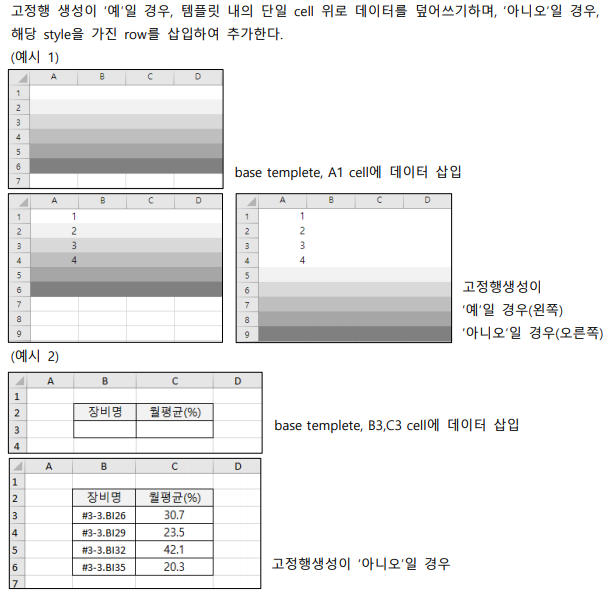 고정행 생성이 '예'일 경우, 템플릿 내의 단일 cell 위로 데이터를 덮어쓰기하며, '아니오'일 경우,
해당 style을 가진 row를 삽입하여 추가한다.
(예시 1)
A B C D
1
2
3
4
5
6
7
base templete, A1 cell에 데이터 삽입
A B C D
1 1
2 2
3 3
4 4
5
6
7
8
9
A B C D
1 1
2 2
3 3
4 4
5
6
7
8
9
고정행생성이
'예'일 경우(왼쪽)
'아니오'일 경우(오른쪽)
(예시 2)
A B C D
1
2 장비명 월평균(%)
3
4
base templete, B3,C3 cell에 데이터 삽입
A B C D
1
2 장비명 월평균(%)
3 #3-3.BI26 30.7
4 #3-3.BI29 23.5
5 #3-3.BI32 42.1
6 #3-3.BI35 20.3
7
고정행생성이 '아니오'일 경우